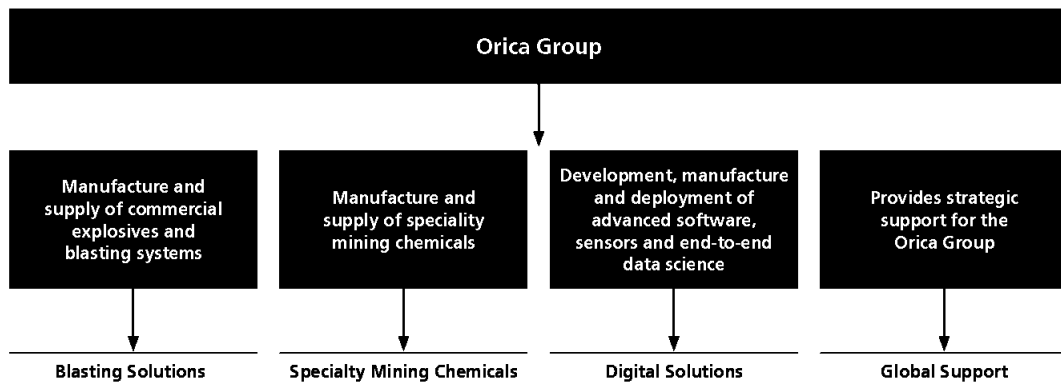 Orica Group
Manufacture and
supply of commercial
explosives and
blasting systems
Manufacture and
supply of speciality
mining chemicals
Development, manufacture
and deployment of
advanced software,
sensors and end-to-end
data science
Provides strategic
support for the
Orica Group
Blasting Solutions
Specialty Mining Chemicals
Digital Solutions
Global Support